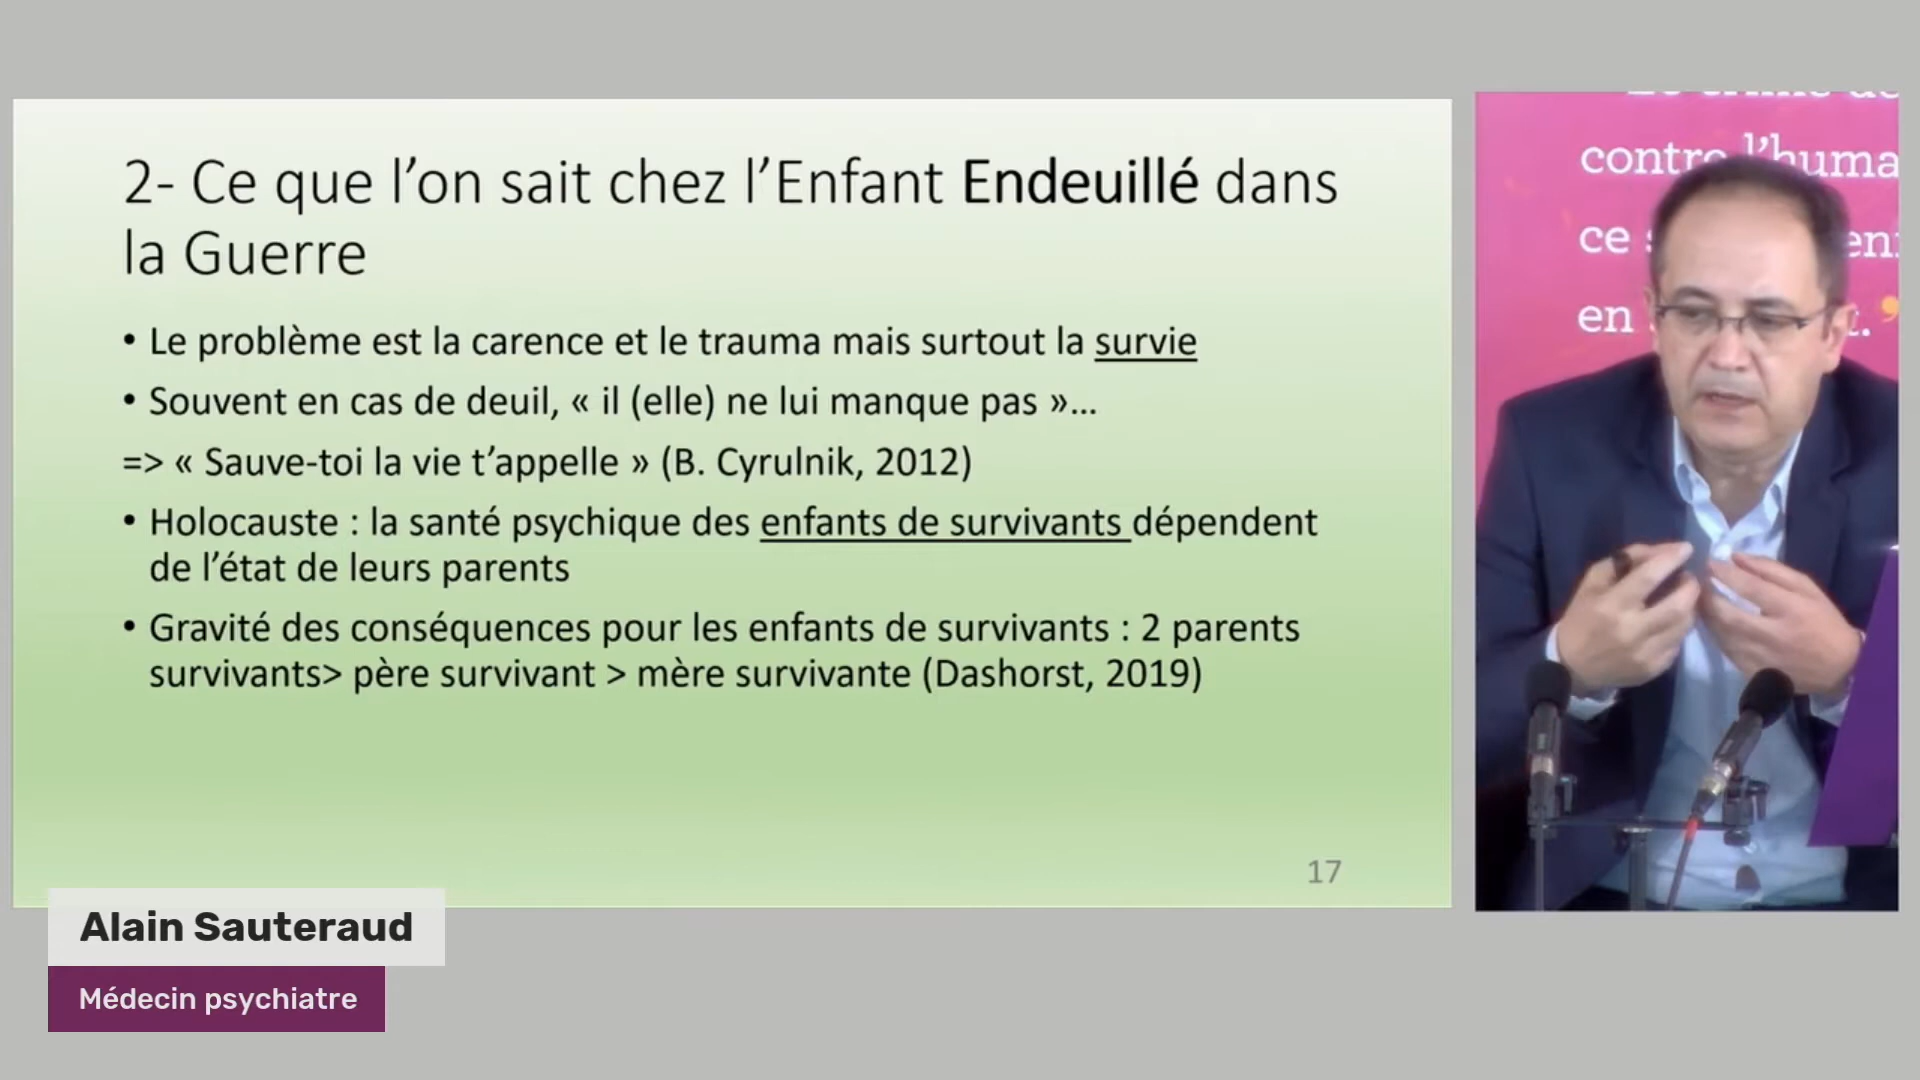 2- Ce que l’on sait chez l’Enfant Endeuillé dans
la Guerre
• Le problème est la carence et le trauma mais surtout la survie
• Souvent en cas de deuil, « il (elle) ne lui manque pas »...
=> « Sauve-toi la vie t’appelle » (B. Cyrulnik, 2012)
• Holocauste : la santé psychique des enfants de survivants dépendent
de l’état de leurs parents
• Gravité des conséquences pour les enfants de survivants : 2 parents
survivants> père survivant > mère survivante (Dashorst, 2019)
17
contre l’huma
ce
en
Alain Sauteraud
Médecin psychiatre